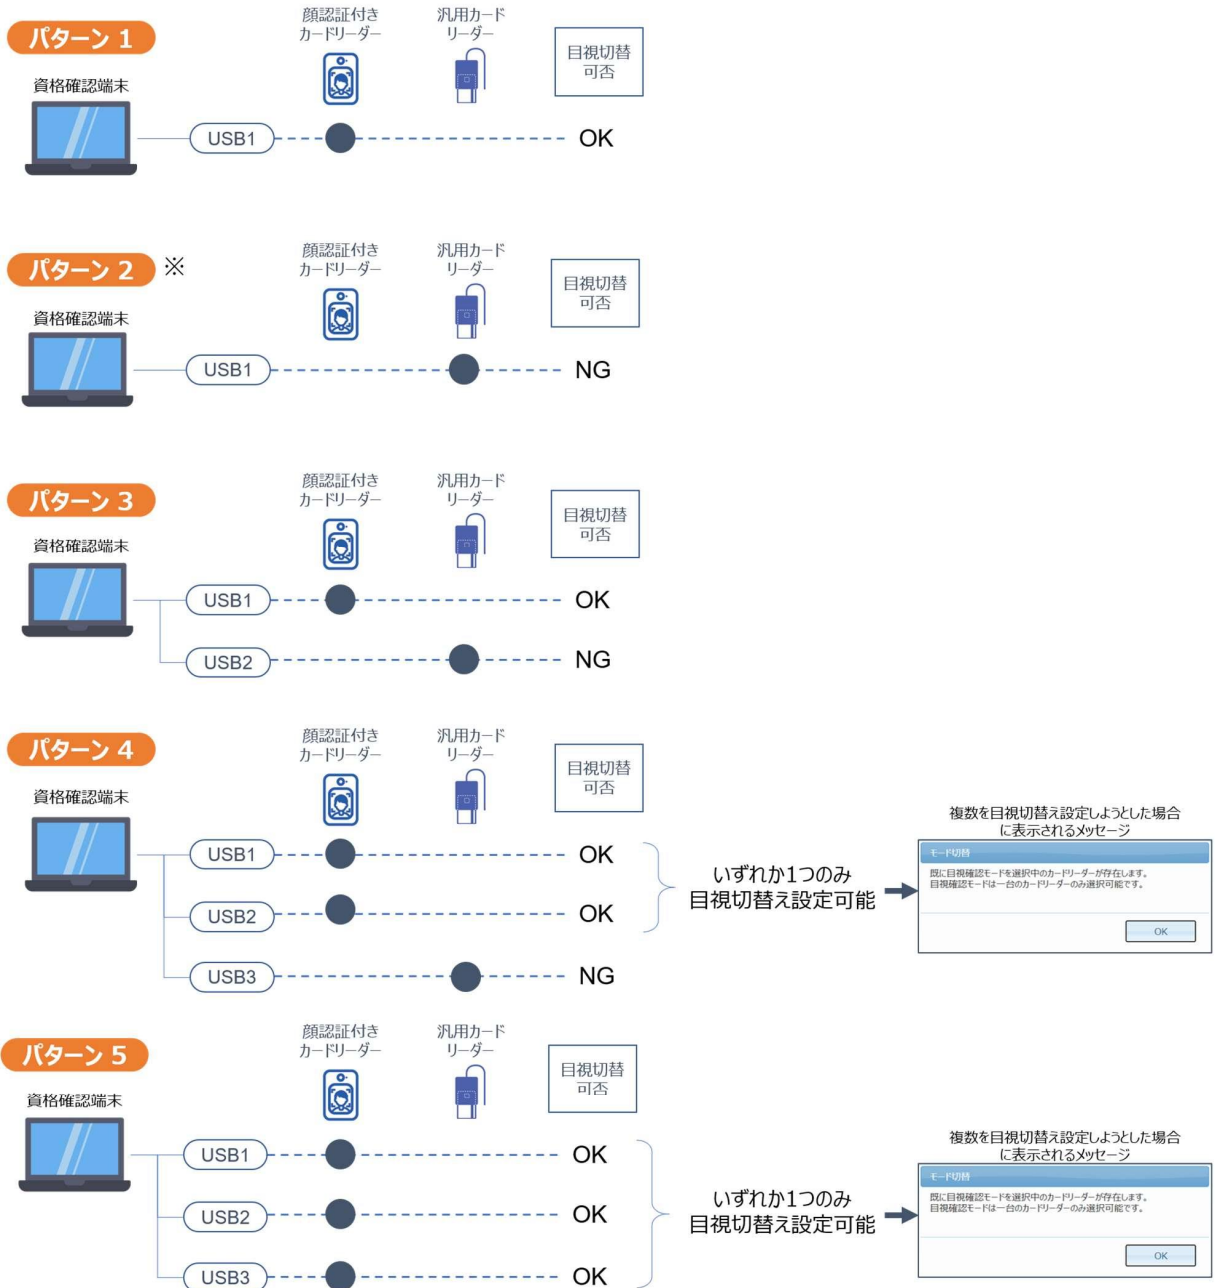 パターン 1
顔認証付き
カードリーダー
汎用カード
リーダー
目視切替
可否
資格確認端末
USB1
OK
パターン 2 ※
顔認証付き
カードリーダー
汎用カード
リーダー
目視切替
可否
資格確認端末
USB1
NG
パターン 3
顔認証付き
カードリーダー
汎用カード
リーダー
目視切替
可否
資格確認端末
USB1
OK
USB2
NG
パターン 4
顔認証付き
カードリーダー
汎用カード
リーダー
目視切替
可否
資格確認端末
USB1
OK
USB2
OK
USB3
NG
いずれか1つのみ
目視切替え設定可能
複数を目視切替え設定しようとした場合
に表示されるメッセージ
モード切替
既に目視確認モードを選択中のカードリーダーが存在します。
目視確認モードは一台のカードリーダーのみ選択可能です。
OK
パターン 5
顔認証付き
カードリーダー
汎用カード
リーダー
目視切替
可否
資格確認端末
USB1
OK
USB2
OK
USB3
OK
いずれか1つのみ
目視切替え設定可能
複数を目視切替え設定しようとした場合
に表示されるメッセージ
モード切替
既に目視確認モードを選択中のカードリーダーが存在します。
目視確認モードは一台のカードリーダーのみ選択可能です。
OK